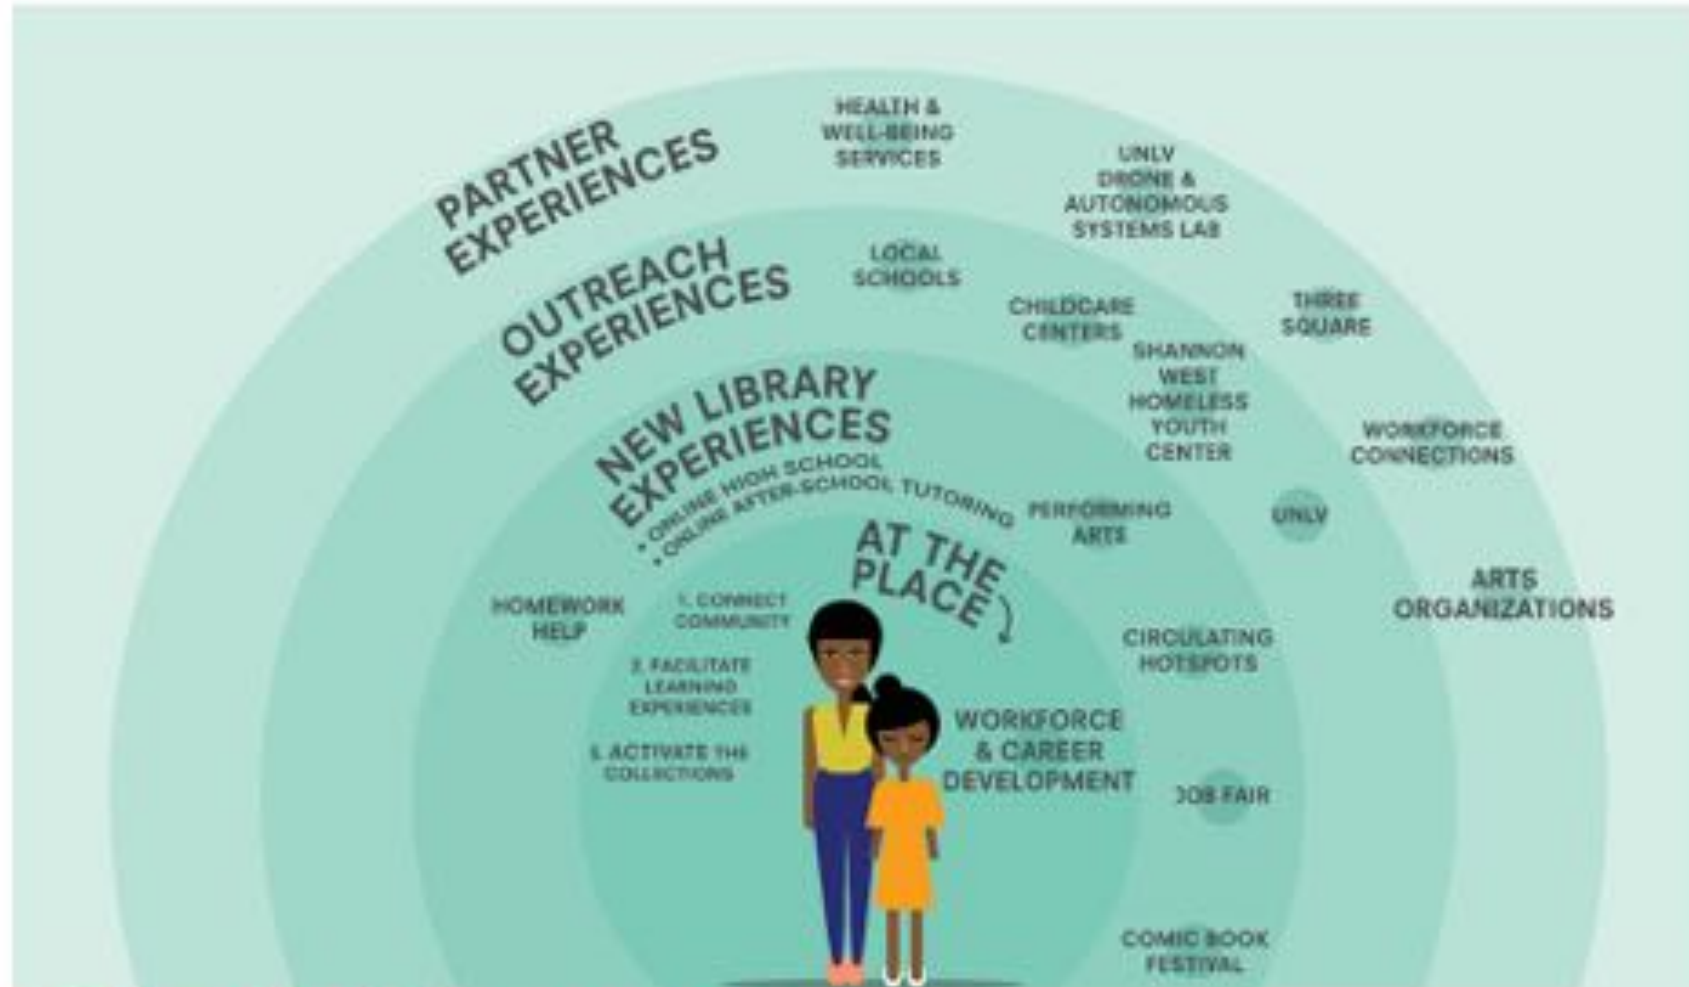 PARTNER
EXPERIENCES
HEALTH &
WELL-BEING
SERVICES
UNLV
DRONE &
AUTONOMOUS
SYSTEMS LAB
THREE
SQUARE
WORKFORCE
CONNECTIONS
ARTS
ORGANIZATIONS
OUTREACH
EXPERIENCES
LOCAL
SCHOOLS
CHILDCARE
CENTERS
SHANNON
WEST
HOMELESS
YOUTH
CENTER
UNLV
NEW LIBRARY
EXPERIENCES
• ONLINE HIGH SCHOOL
• ONLINE AFTER-SCHOOL TUTORING
PERFORMING
ARTS
HOMEWORK
HELP
CIRCULATING
HOTSPOTS
JOB FAIR
COMIC BOOK
FESTIVAL
AT THE
PLACE
1. CONNECT
COMMUNITY
2. FACILITATE
LEARNING
EXPERIENCES
3. ACTIVATE THE
COLLECTIONS
WORKFORCE
& CAREER
DEVELOPMENT